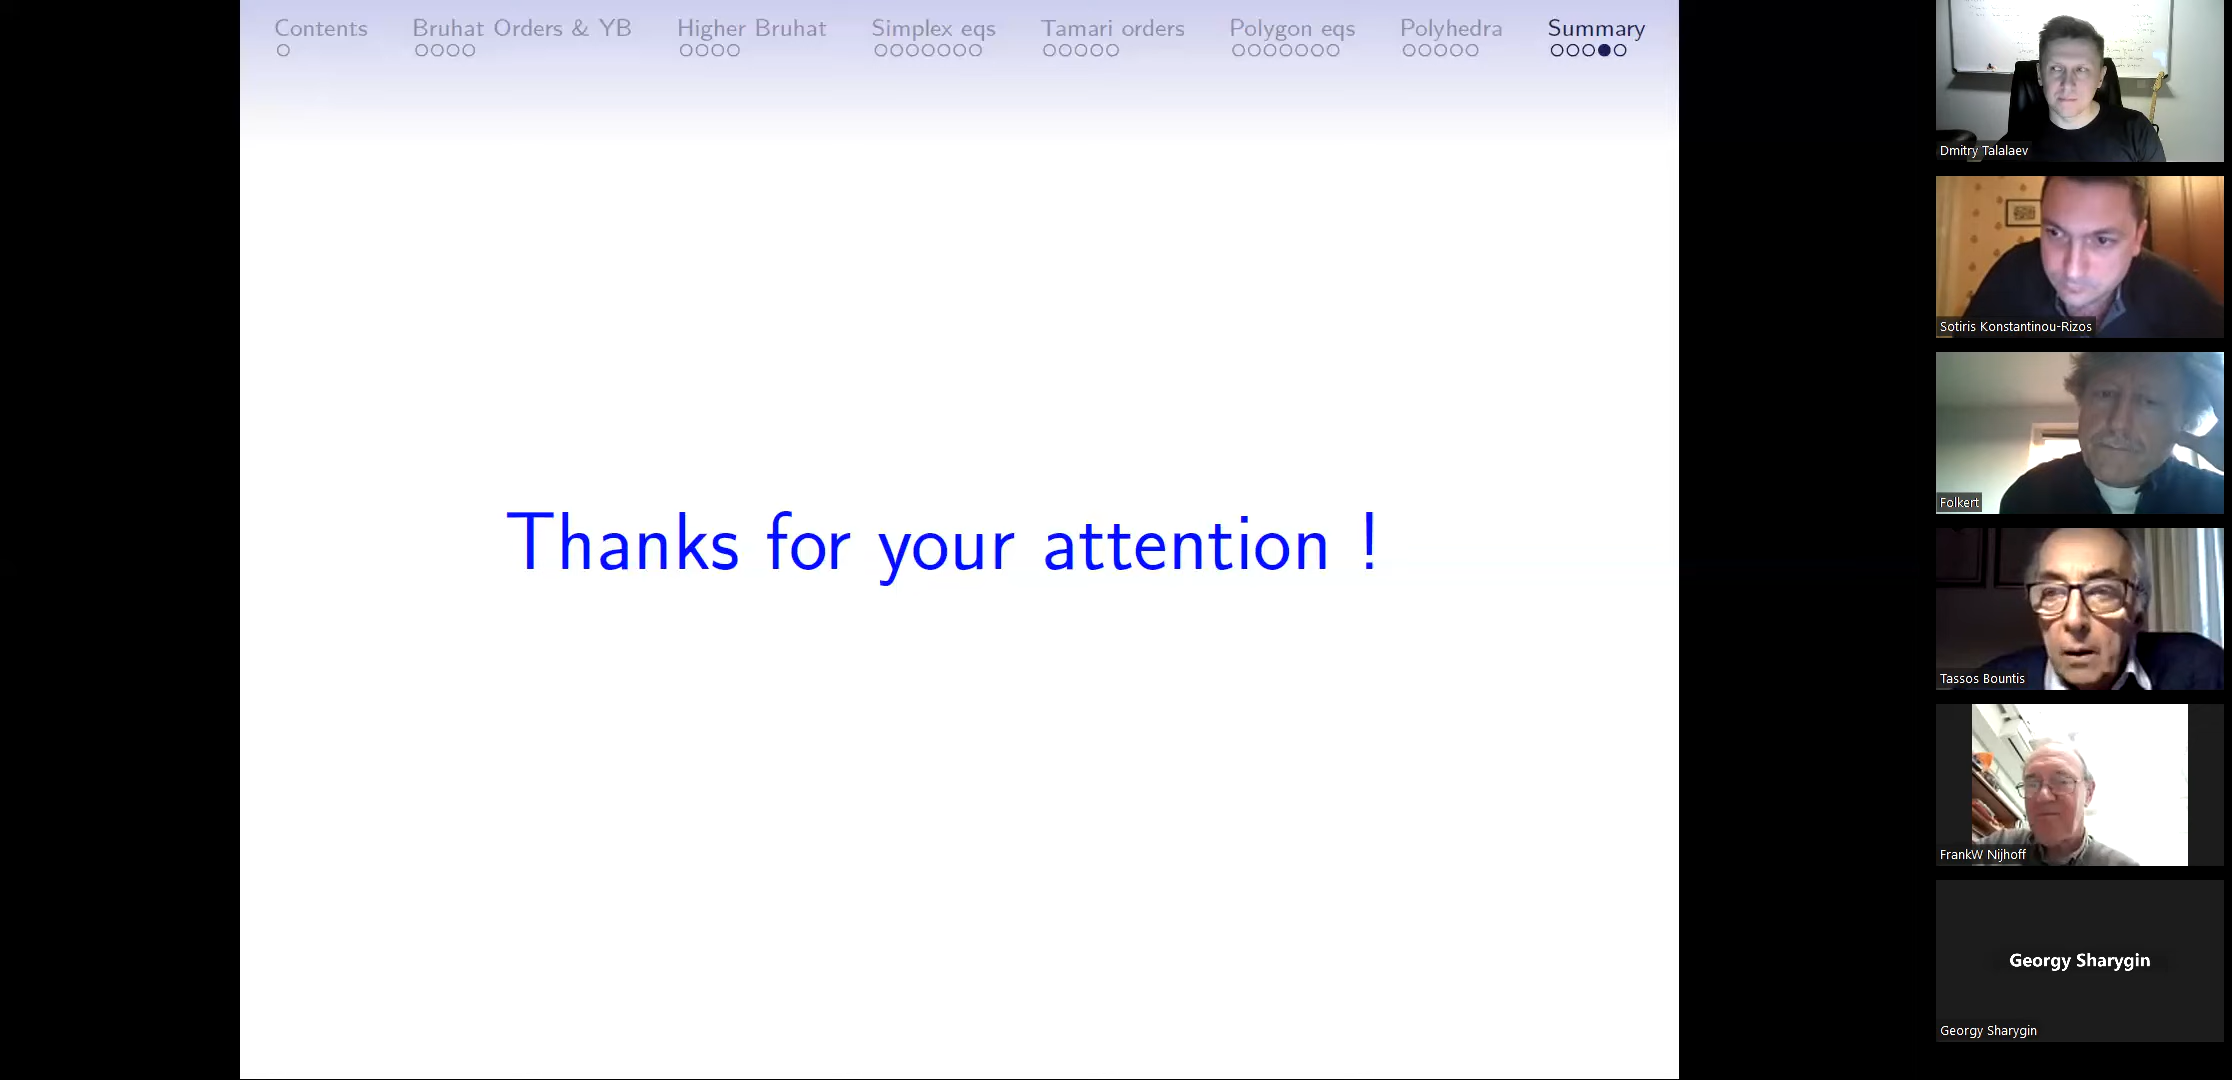 Contents Bruhat Orders & YB Higher Bruhat Simplex eqs Tamari orders Polygon eqs Polyhedra Summary
Thanks for your attention !
Dmitry Talalaev
Sotiris Konstantinou-Rizos
Folkert
Tassos Bountis
FrankW Nijhoff
Georgy Sharygin
Georgy Sharygin